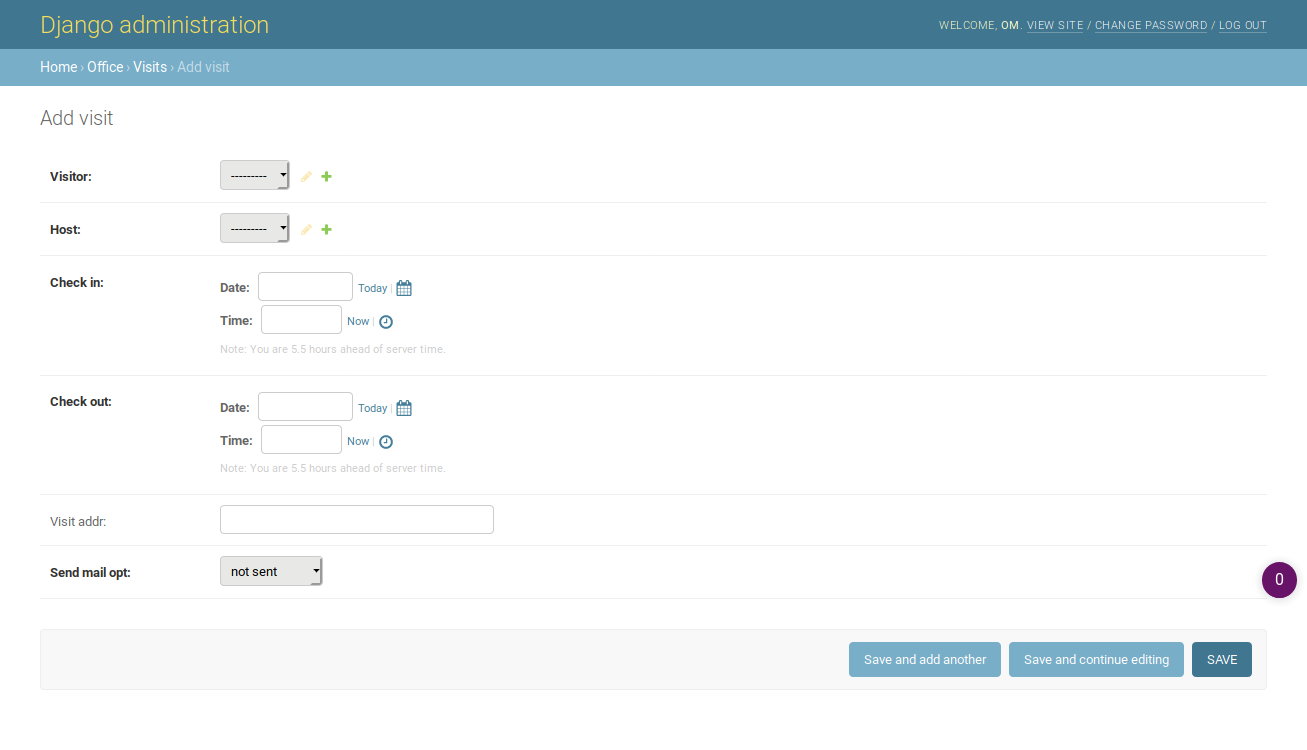 Django administration
WELCOME, OM. VIEW SITE / CHANGE PASSWORD / LOG OUT
Home › Office › Visits › Add visit
Add visit
Visitor: ---------
Host: ---------
Check in:
Date: Today |
Time: Now |
Note: You are 5.5 hours ahead of server time.
Check out:
Date: Today |
Time: Now |
Note: You are 5.5 hours ahead of server time.
Visit addr:
Send mail opt: not sent
0
Save and add another Save and continue editing SAVE